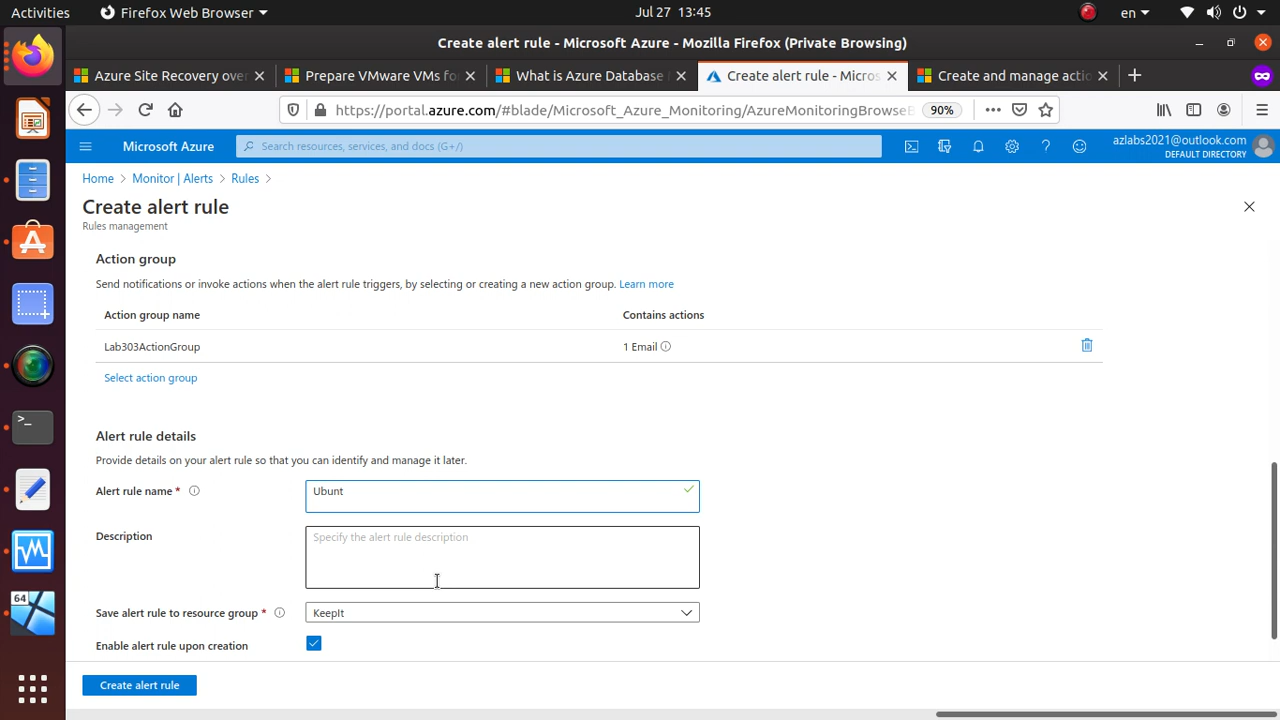 Activities
Firefox Web Browser
Jul 27 13:45
en
Create alert rule - Microsoft Azure - Mozilla Firefox (Private Browsing)
Azure Site Recovery over
Prepare VMware VMs fo
What is Azure Database
Create alert rule - Micros
Create and manage actio
https://portal.azure.com/#blade/Microsoft_Azure_Monitoring/AzureMonitoringBrowseB
90%
Microsoft Azure
Search resources, services, and docs (G+/)
azlabs2021@outlook.com
DEFAULT DIRECTORY
Home > Monitor | Alerts > Rules >
Create alert rule
Rules management
Action group
Send notifications or invoke actions when the alert rule triggers, by selecting or creating a new action group. Learn more
Action group name
Contains actions
Lab303ActionGroup
1 Email
Select action group
Alert rule details
Provide details on your alert rule so that you can identify and manage it later.
Alert rule name *
Ubunt
Description
Specify the alert rule description
Save alert rule to resource group *
KeepIt
Enable alert rule upon creation
Create alert rule
64